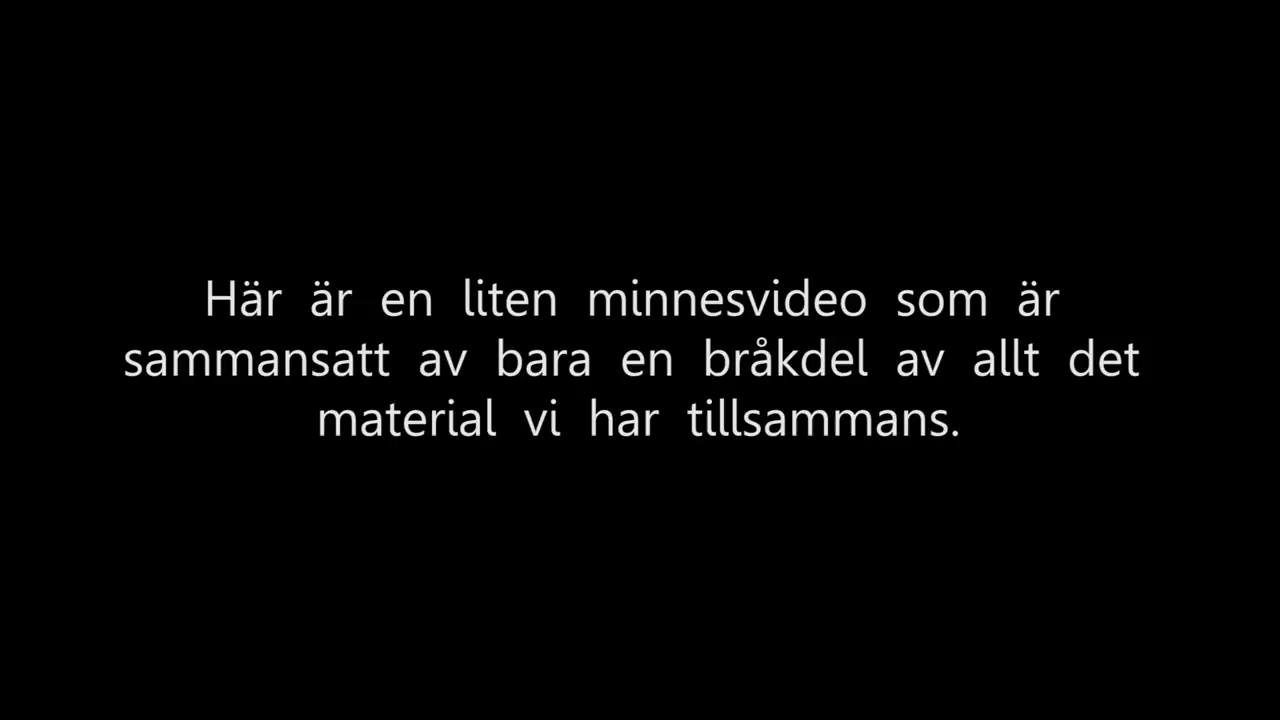 Här är en liten minnesvideo som är
sammansatt av bara en bråkdel av allt det
material vi har tillsammans.